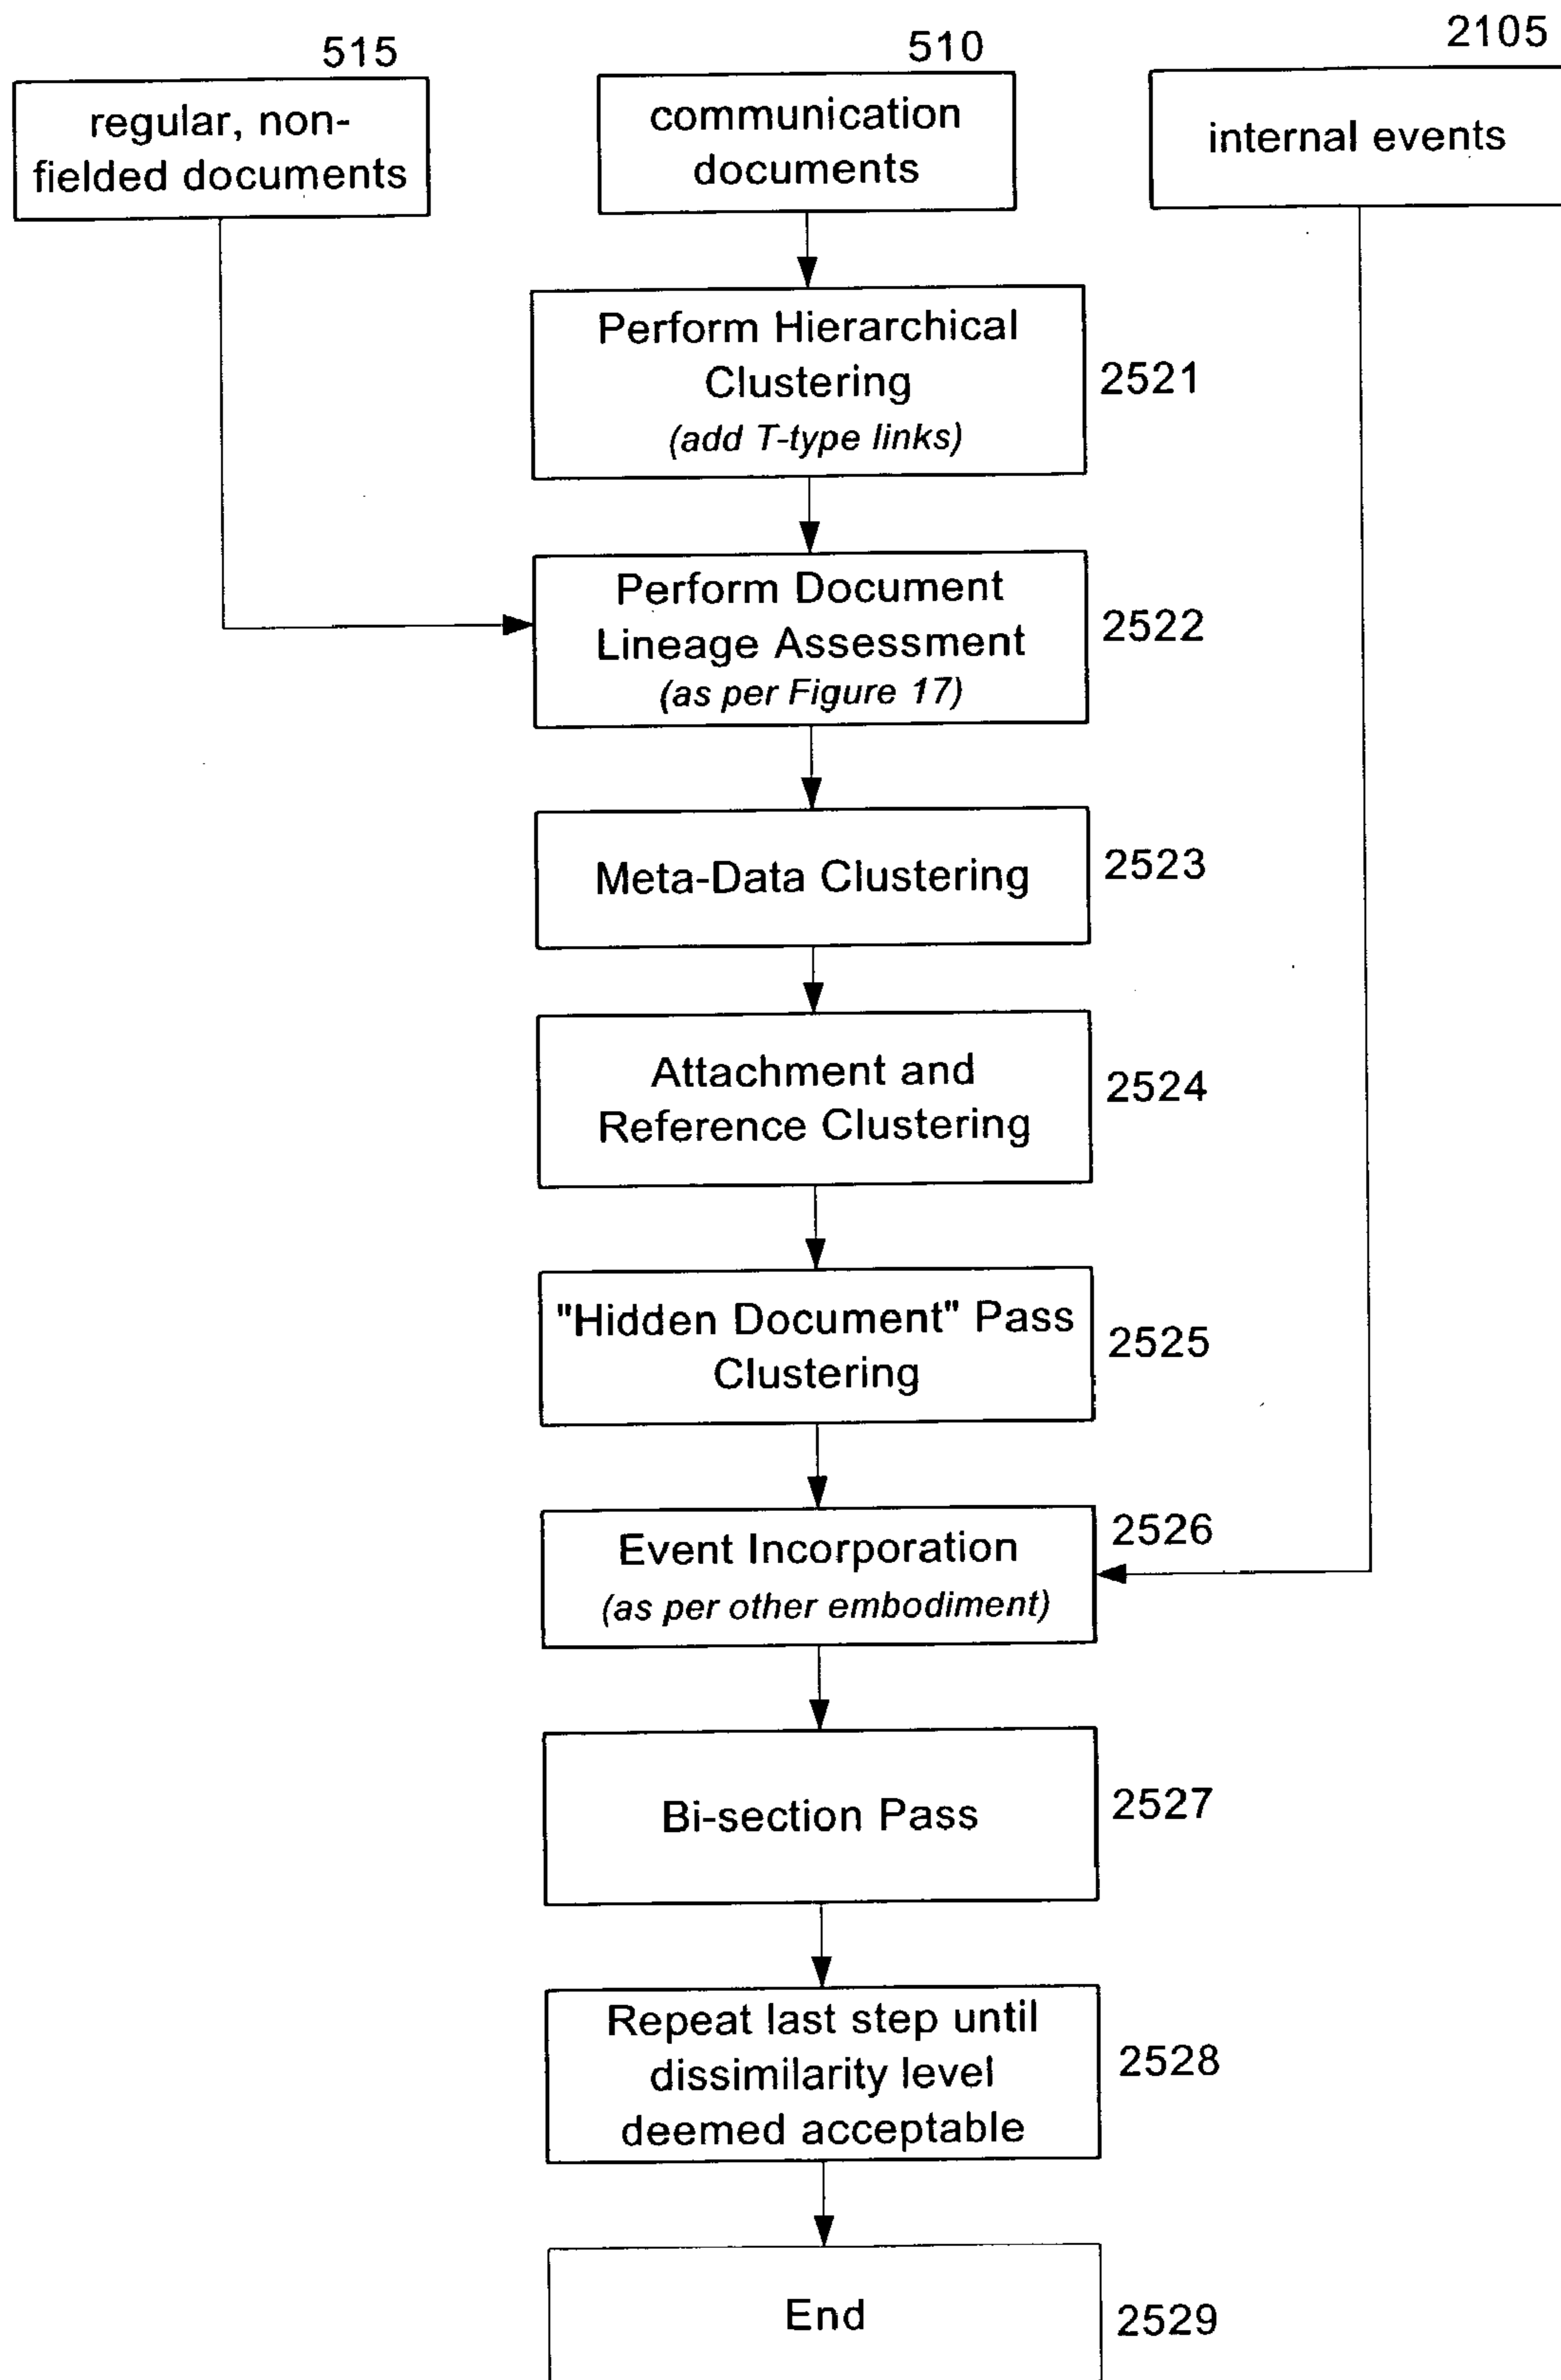 515
510
2105
regular, non-
fielded documents
communication
documents
internal events
Perform Hierarchical
Clustering
(add T-type links)
2521
Perform Document
Lineage Assessment
(as per Figure 17)
2522
Meta-Data Clustering
2523
Attachment and
Reference Clustering
2524
"Hidden Document" Pass
Clustering
2525
Event Incorporation
(as per other embodiment)
2526
Bi-section Pass
2527
Repeat last step until
dissimilarity level
deemed acceptable
2528
End
2529